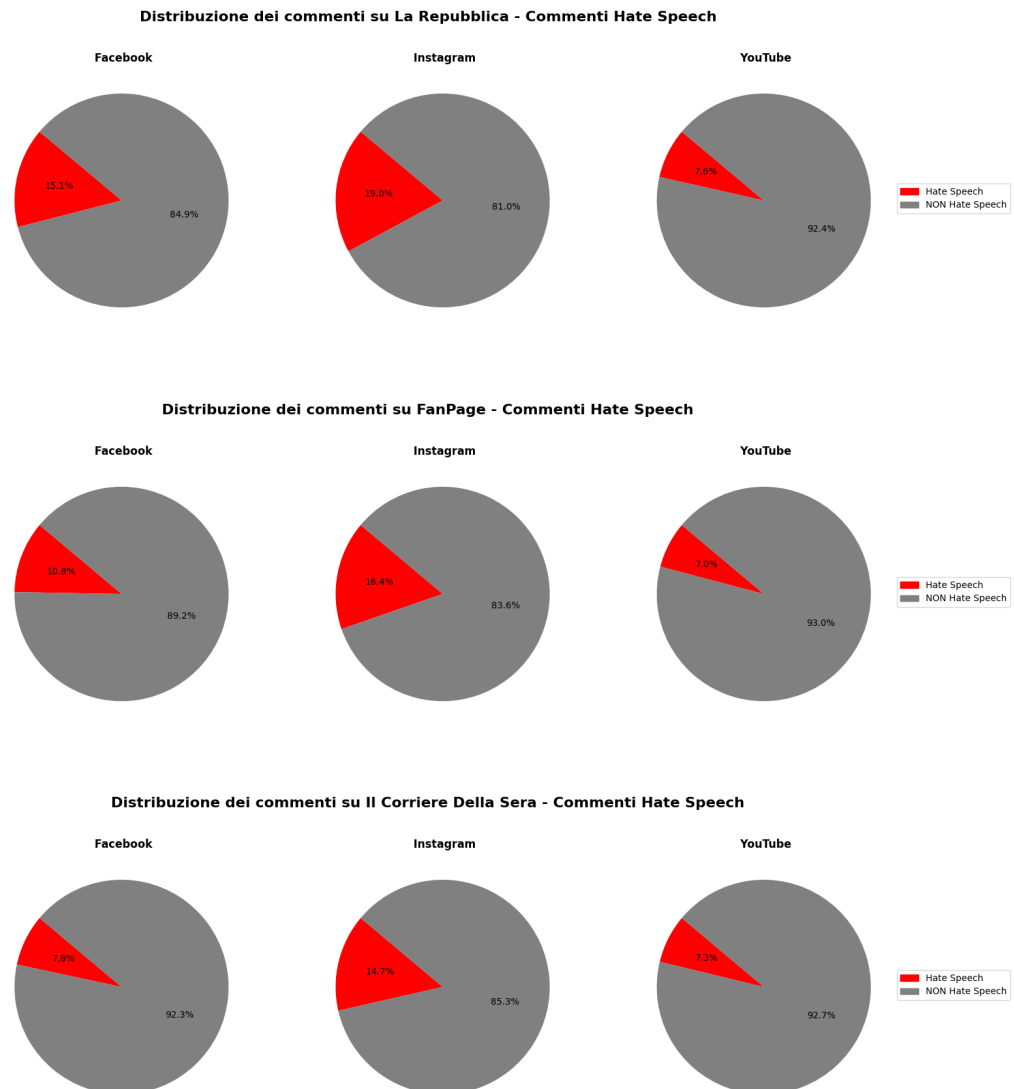 Distribuzione dei commenti su La Repubblica - Commenti Hate Speech
Facebook
Instagram
YouTube
15.1%
84.9%
19.0%
81.0%
7.6%
92.4%
Hate Speech
NON Hate Speech
Distribuzione dei commenti su FanPage - Commenti Hate Speech
Facebook
Instagram
YouTube
10.8%
89.2%
16.4%
83.6%
7.0%
93.0%
Hate Speech
NON Hate Speech
Distribuzione dei commenti su Il Corriere Della Sera - Commenti Hate Speech
Facebook
Instagram
YouTube
7.8%
92.3%
14.7%
85.3%
7.3%
92.7%
Hate Speech
NON Hate Speech